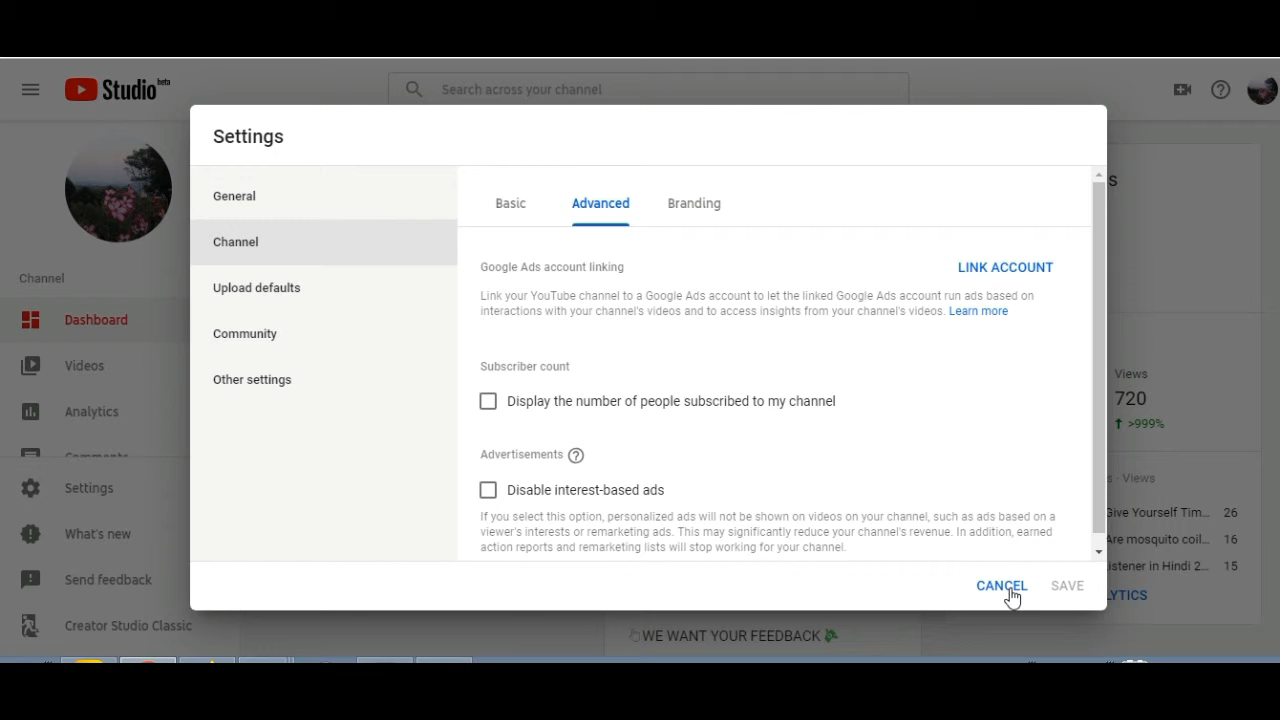 Studio beta
Search across your channel
Settings
General
Channel
Upload defaults
Community
Other settings
Basic
Advanced
Branding
Google Ads account linking
LINK ACCOUNT
Link your YouTube channel to a Google Ads account to let the linked Google Ads account run ads based on
interactions with your channel's videos and to access insights from your channel's videos. Learn more
Subscriber count
Display the number of people subscribed to my channel
Advertisements
Disable interest-based ads
If you select this option, personalized ads will not be shown on videos on your channel, such as ads based on a
viewer's interests or remarketing ads. This may significantly reduce your channel's revenue. In addition, earned
action reports and remarketing lists will stop working for your channel.
CANCEL
SAVE
Channel
Dashboard
Videos
Analytics
Comments
Settings
What's new
Send feedback
Creator Studio Classic
s
Views
720
>999%
s · Views
Give Yourself Tim... 26
Are mosquito coil... 16
istener in Hindi 2... 15
LYTICS
WE WANT YOUR FEEDBACK